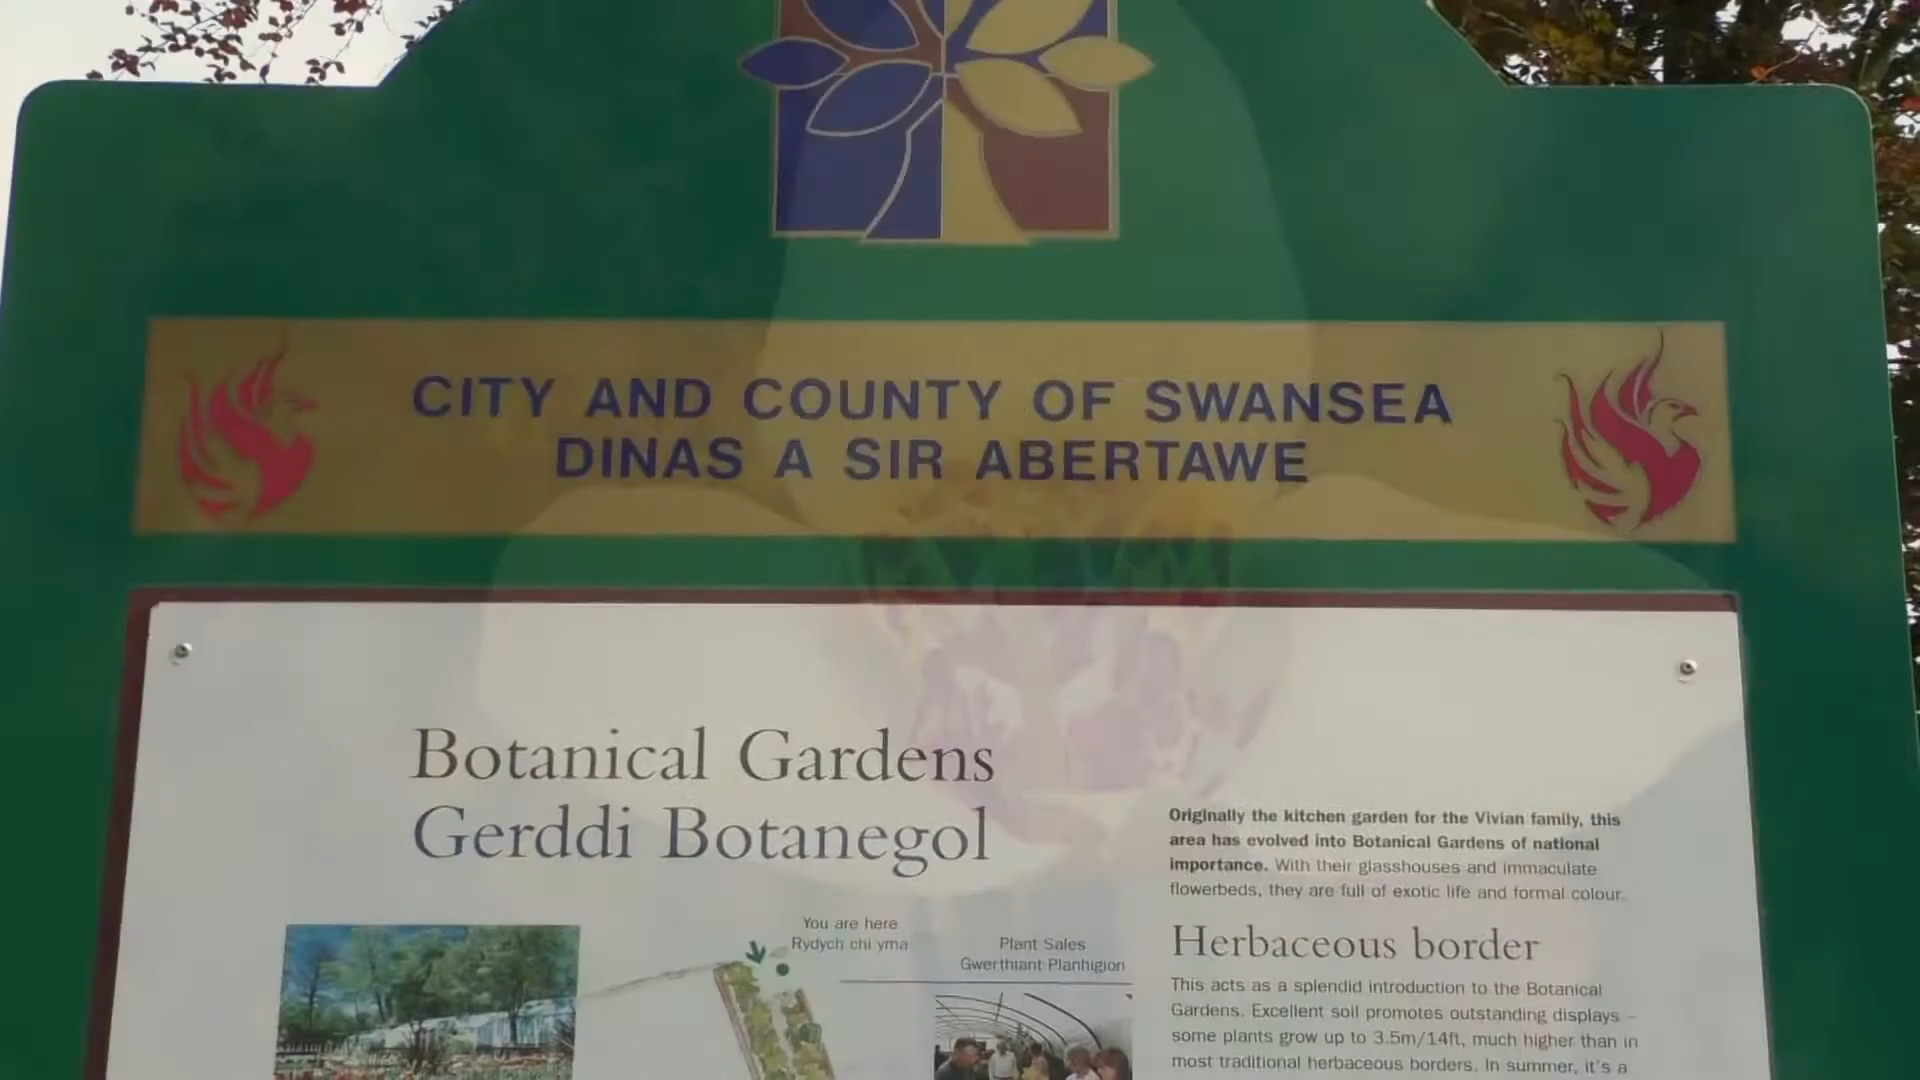 CITY AND COUNTY OF SWANSEA
DINAS A SIR ABERTAWE
Botanical Gardens
Gerddi Botanegol
You are here
Rydych chi yma
Plant Sales
Gwerthiant Planhigion
Originally the kitchen garden for the Vivian family, this
area has evolved into Botanical Gardens of national
importance. With their glasshouses and immaculate
flowerbeds, they are full of exotic life and formal colour.
Herbaceous border
This acts as a splendid introduction to the Botanical
Gardens. Excellent soil promotes outstanding displays –
some plants grow up to 3.5m/14ft, much higher than in
most traditional herbaceous borders. In summer, it's a